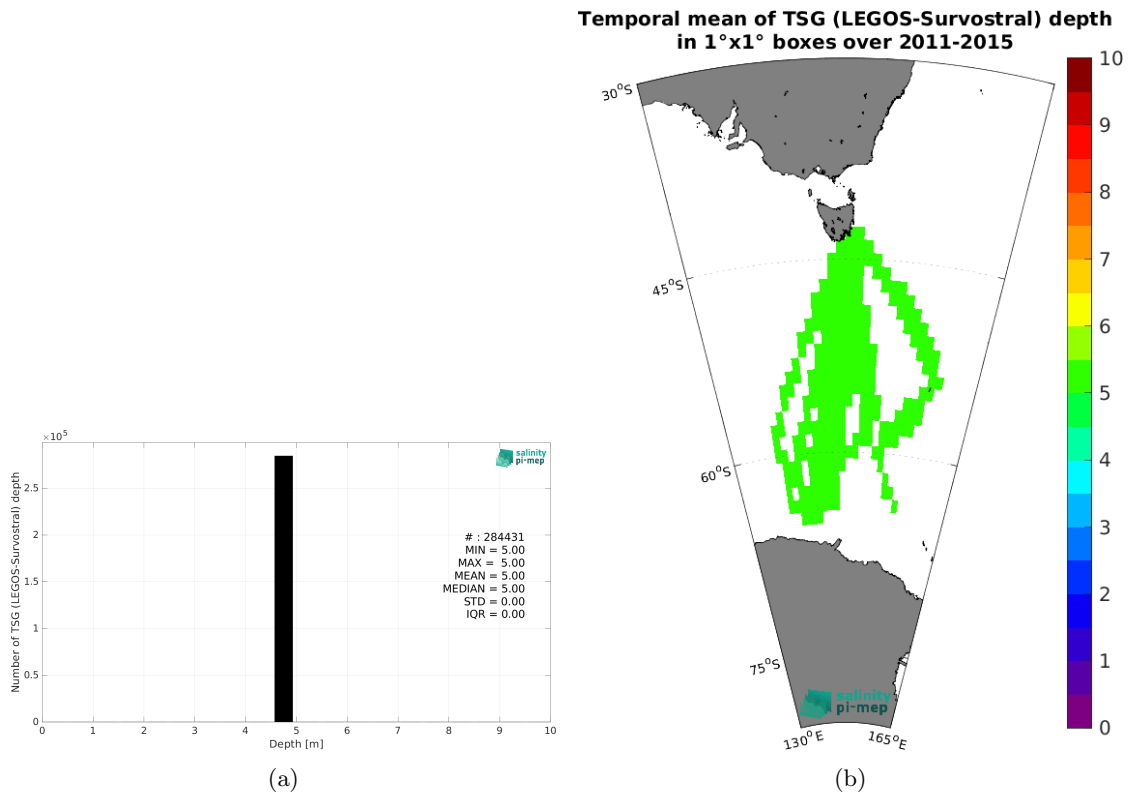 Temporal mean of TSG (LEGOS-Survostral) depth
in 1°x1° boxes over 2011-2015
30°S
45°S
60°S
75°S
130°E
165°E
10
9
8
7
6
5
4
3
2
1
0
salinity
pi-mep
×10⁵
2.5
2
1.5
1
0.5
0
Number of TSG (LEGOS-Survostral) depth
salinity
pi-mep
# : 284431
MIN = 5.00
MAX = 5.00
MEAN = 5.00
MEDIAN = 5.00
STD = 0.00
IQR = 0.00
0 1 2 3 4 5 6 7 8 9 10
Depth [m]
(a)
(b)